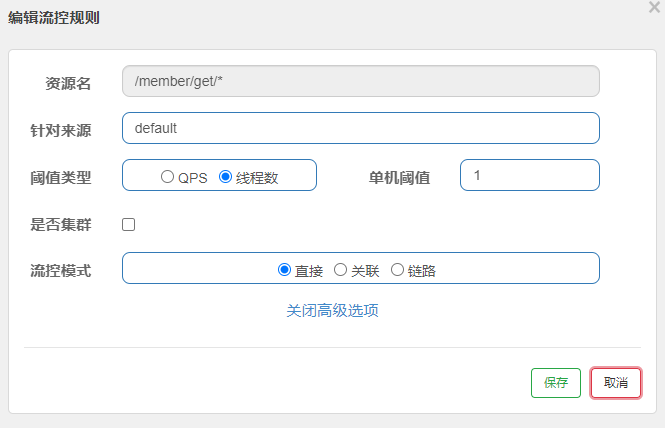 编辑流控规则 ×
资源名 /member/get/*
针对来源 default
阈值类型 QPS 线程数 单机阈值 1
是否集群
流控模式 直接 关联 链路
关闭高级选项
保存 取消